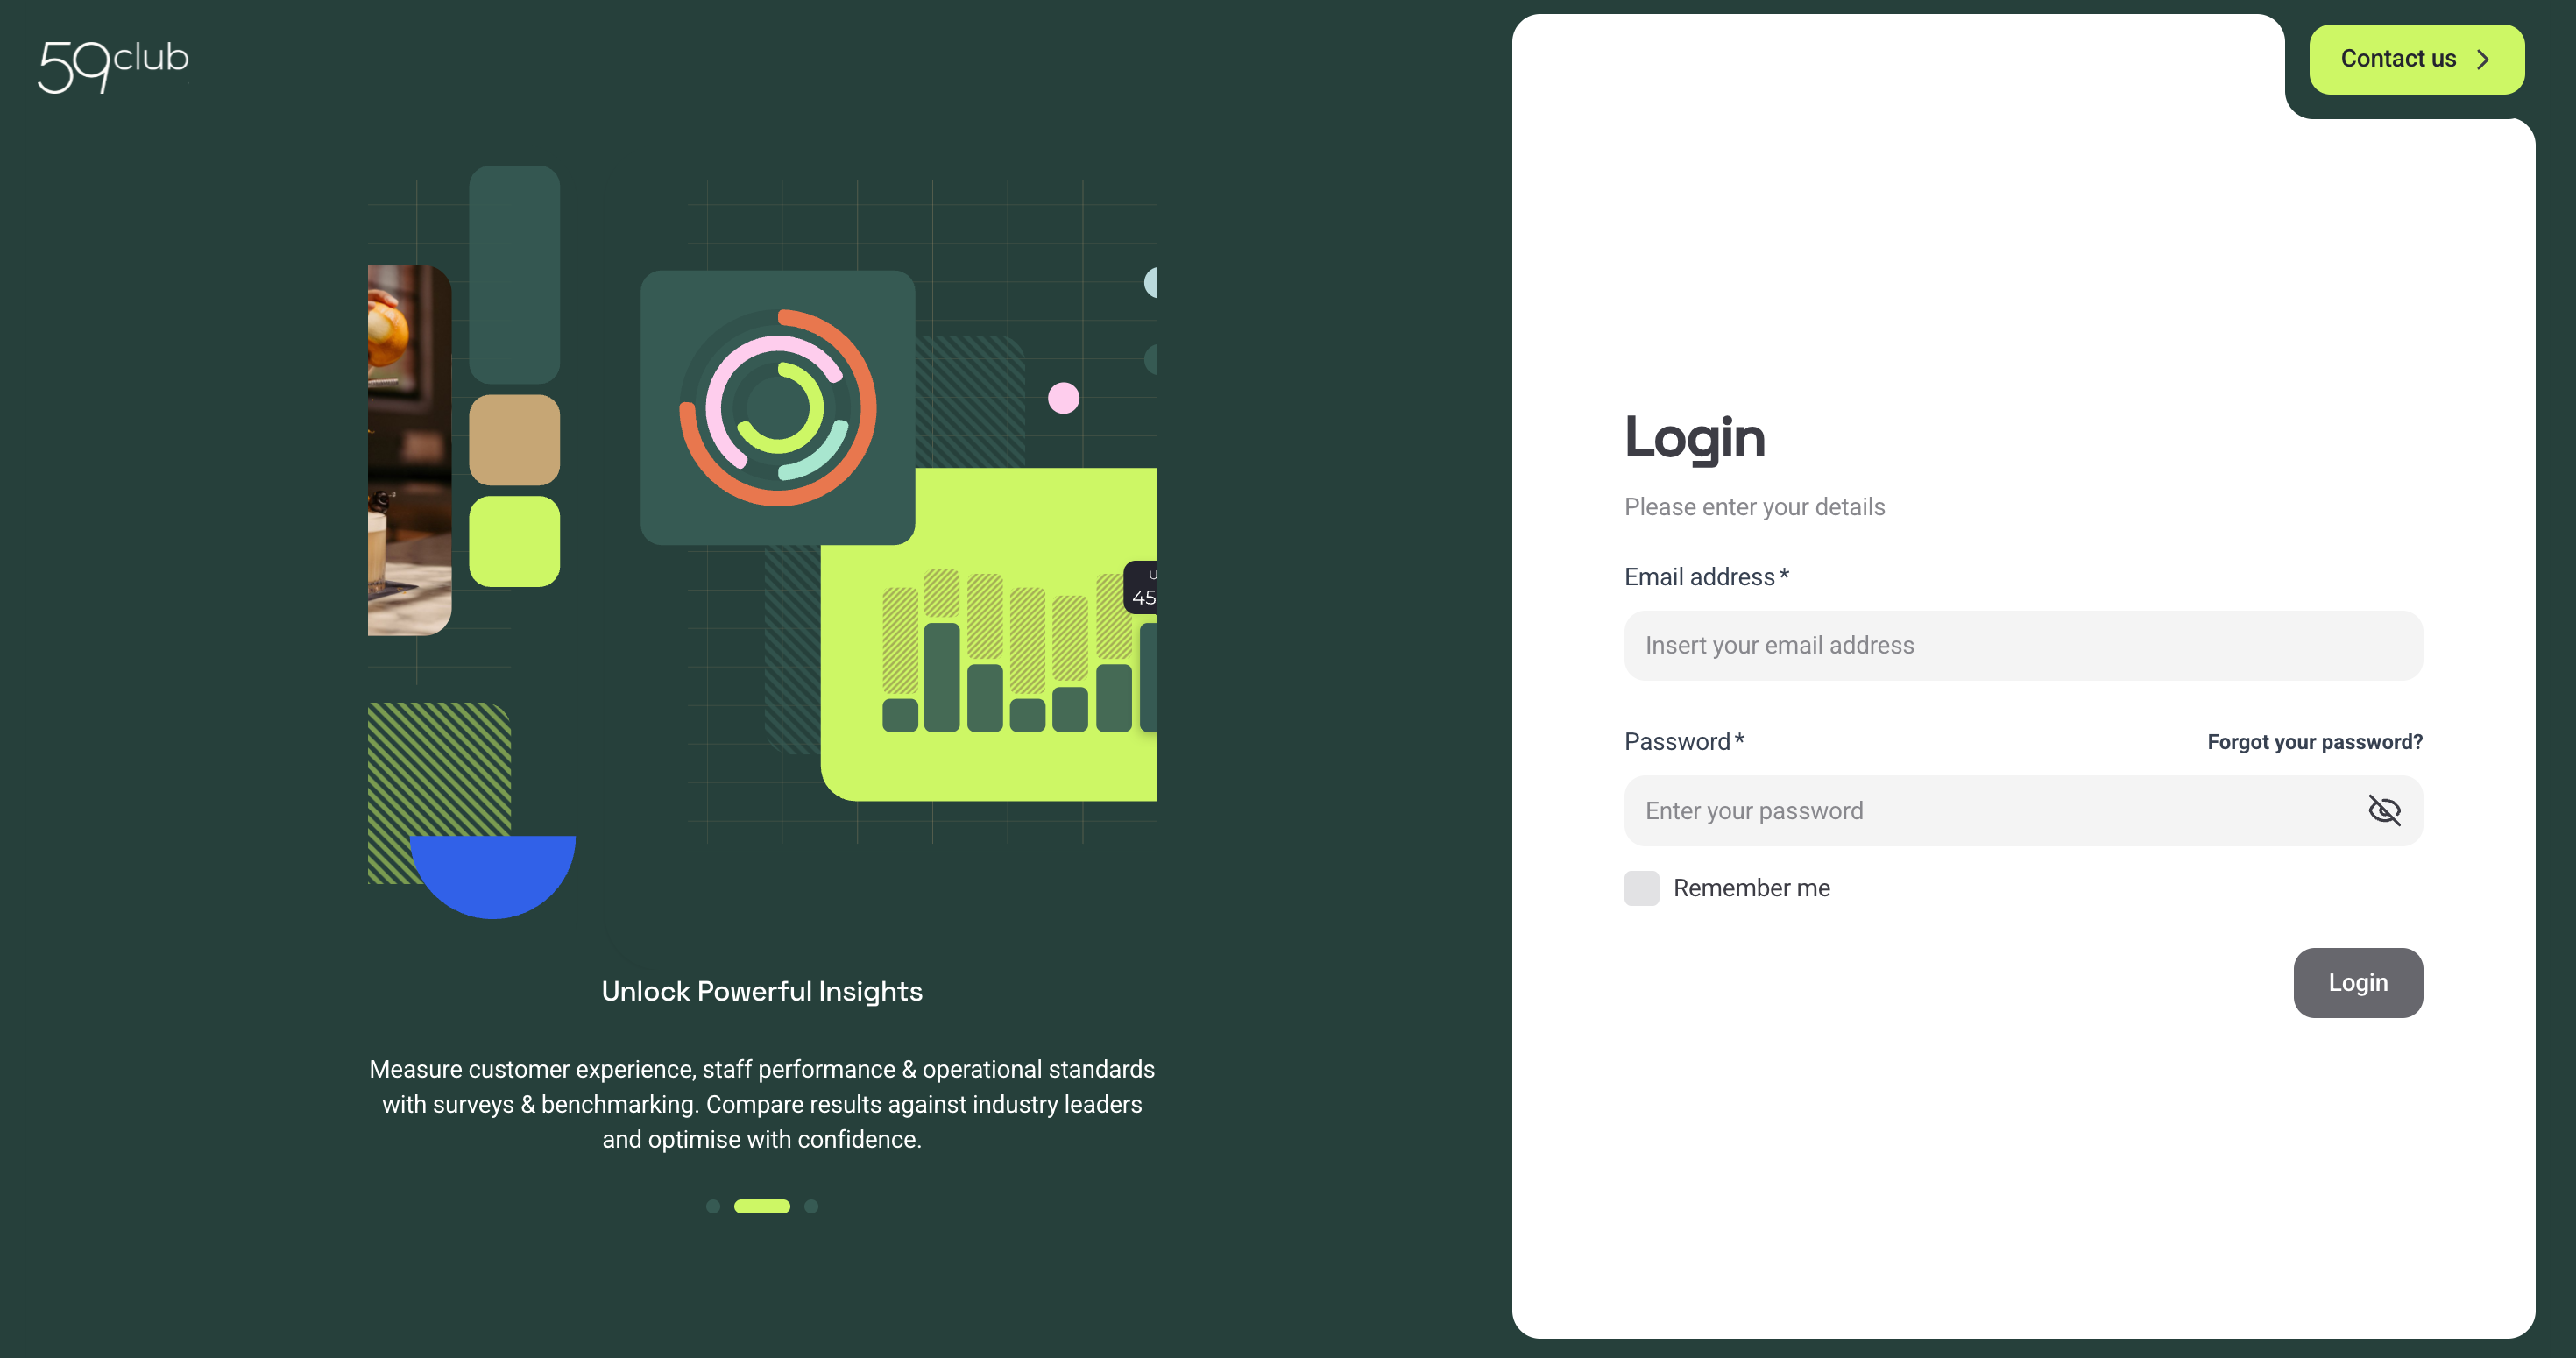 59club
Contact us
45
Unlock Powerful Insights
Measure customer experience, staff performance & operational standards
with surveys & benchmarking. Compare results against industry leaders
and optimise with confidence.
Login
Please enter your details
Email address*
Insert your email address
Password*
Forgot your password?
Enter your password
Remember me
Login